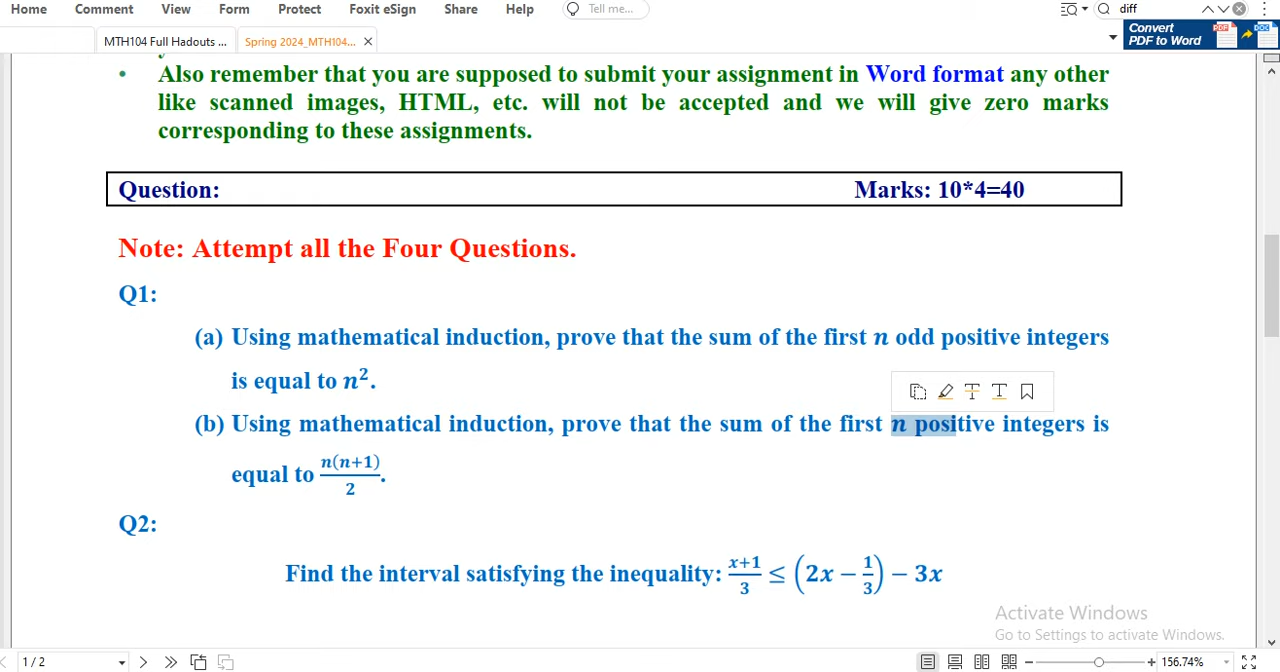 Home Comment View Form Protect Foxit eSign Share Help Tell me... diff
MTH104 Full Hadouts ... Spring 2024_MTH104... Convert PDF to Word
• Also remember that you are supposed to submit your assignment in Word format any other
like scanned images, HTML, etc. will not be accepted and we will give zero marks
corresponding to these assignments.
Question: Marks: 10*4=40
Note: Attempt all the Four Questions.
Q1:
(a) Using mathematical induction, prove that the sum of the first n odd positive integers
is equal to n².
(b) Using mathematical induction, prove that the sum of the first n positive integers is
equal to n(n+1)/2.
Q2:
Find the interval satisfying the inequality: x+1/3 ≤ (2x − 1/3) − 3x
Activate Windows
Go to Settings to activate Windows.
1 / 2 156.74%